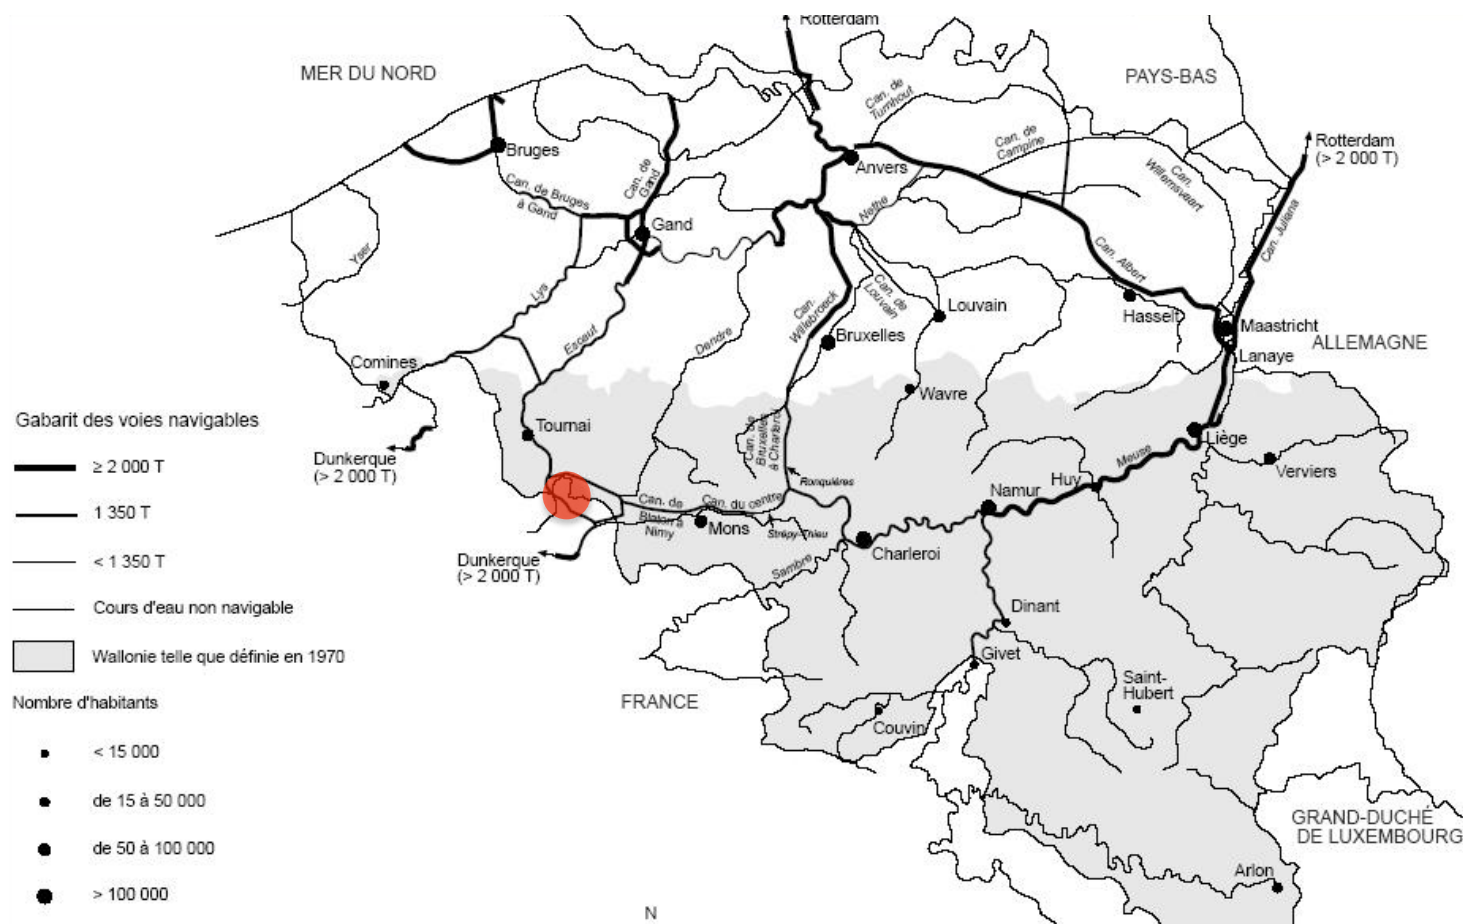 Rotterdam
MER DU NORD
PAYS-BAS
Can. de
Turnhout
Can. de
Campine
Rotterdam
(> 2 000 T)
Bruges
Anvers
Can. de
Gand
Can.
Willemsvaart
Can. de Bruges
à Gand
Nethe
Can. Juliana
Gand
Yser
Can. Albert
Lys
Can. de
Louvain
Can.
Willebroeck
Louvain
Hasselt
Escaut
Dendre
Bruxelles
Maastricht
ALLEMAGNE
Lanaye
Comines
Wavre
Gabarit des voies navigables
Tournai
Can. de
Bruxelles
à Charleroi
Liège
≥ 2 000 T
Dunkerque
(> 2 000 T)
Meuse
Verviers
Ronquières
Huy
Namur
1 350 T
Can. de
Blaton à
Nimy
Can. du centre
Mons
Strépy-Thieu
Charleroi
Dunkerque
(> 2 000 T)
< 1 350 T
Sambre
Cours d'eau non navigable
Dinant
Wallonie telle que définie en 1970
Givet
Saint-
Hubert
FRANCE
Nombre d'habitants
Couvin
< 15 000
de 15 à 50 000
GRAND-DUCHÉ
DE LUXEMBOURG
de 50 à 100 000
Arlon
> 100 000
N